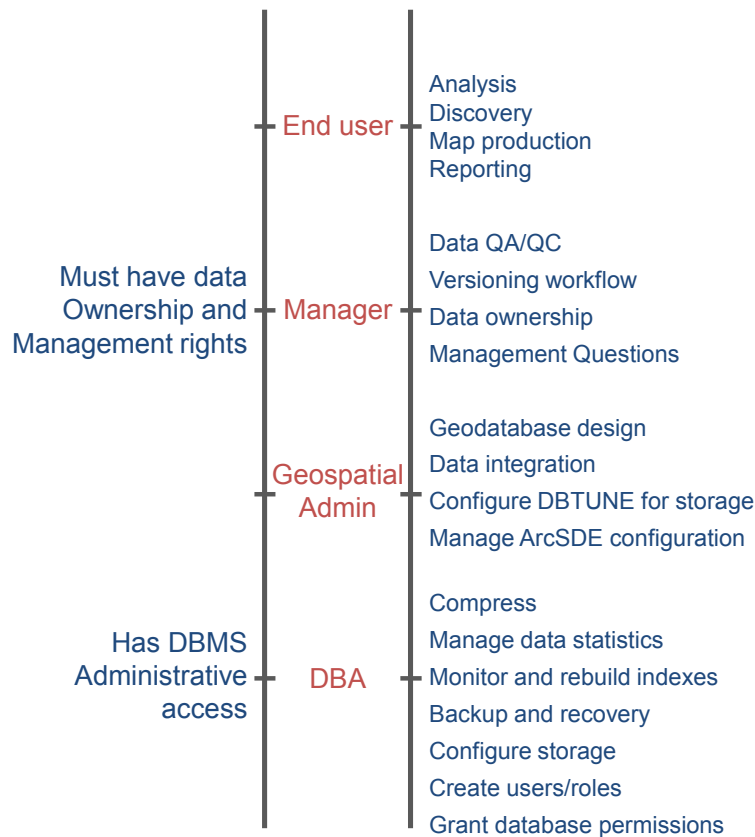 End user
Analysis
Discovery
Map production
Reporting
Must have data
Ownership and
Management rights
Manager
Data QA/QC
Versioning workflow
Data ownership
Management Questions
Geospatial
Admin
Geodatabase design
Data integration
Configure DBTUNE for storage
Manage ArcSDE configuration
Has DBMS
Administrative
access
DBA
Compress
Manage data statistics
Monitor and rebuild indexes
Backup and recovery
Configure storage
Create users/roles
Grant database permissions